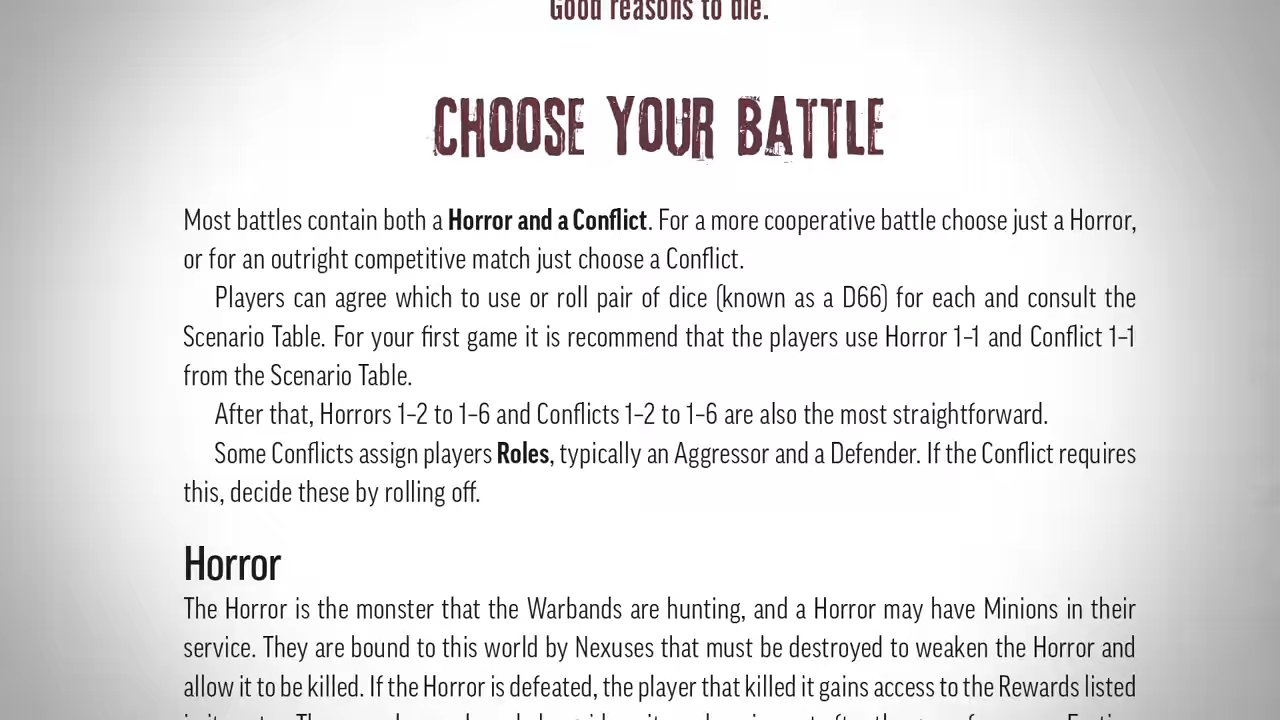 Good reasons to die.
CHOOSE YOUR BATTLE
Most battles contain both a Horror and a Conflict. For a more cooperative battle choose just a Horror,
or for an outright competitive match just choose a Conflict.
Players can agree which to use or roll pair of dice (known as a D66) for each and consult the
Scenario Table. For your first game it is recommend that the players use Horror 1–1 and Conflict 1–1
from the Scenario Table.
After that, Horrors 1–2 to 1–6 and Conflicts 1–2 to 1–6 are also the most straightforward.
Some Conflicts assign players Roles, typically an Aggressor and a Defender. If the Conflict requires
this, decide these by rolling off.
Horror
The Horror is the monster that the Warbands are hunting, and a Horror may have Minions in their
service. They are bound to this world by Nexuses that must be destroyed to weaken the Horror and
allow it to be killed. If the Horror is defeated, the player that killed it gains access to the Rewards listed